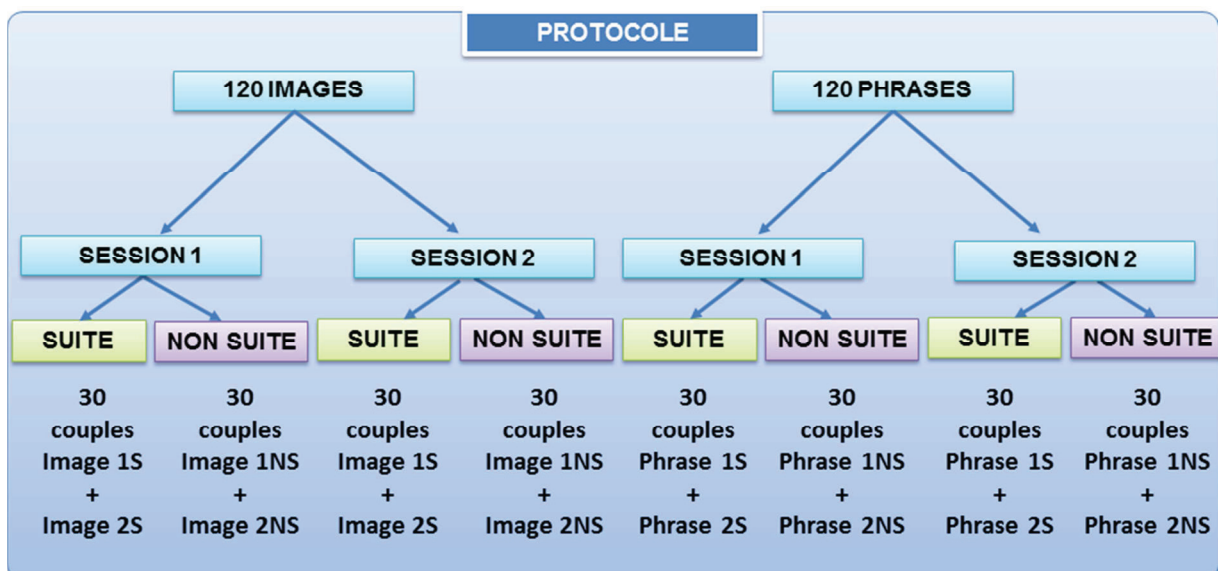 PROTOCOLE
120 IMAGES
120 PHRASES
SESSION 1
SESSION 2
SESSION 1
SESSION 2
SUITE
NON SUITE
SUITE
NON SUITE
SUITE
NON SUITE
SUITE
NON SUITE
30
couples
Image 1S
+
Image 2S
30
couples
Image 1NS
+
Image 2NS
30
couples
Image 1S
+
Image 2S
30
couples
Image 1NS
+
Image 2NS
30
couples
Phrase 1S
+
Phrase 2S
30
couples
Phrase 1NS
+
Phrase 2NS
30
couples
Phrase 1S
+
Phrase 2S
30
couples
Phrase 1NS
+
Phrase 2NS